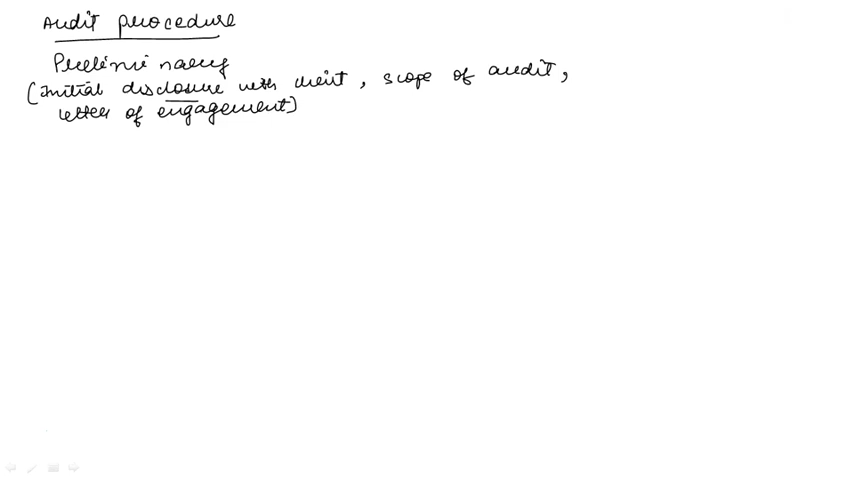 Audit procedure
Preliminary
(Initial disclosure with client, scope of audit,
letter of engagement)